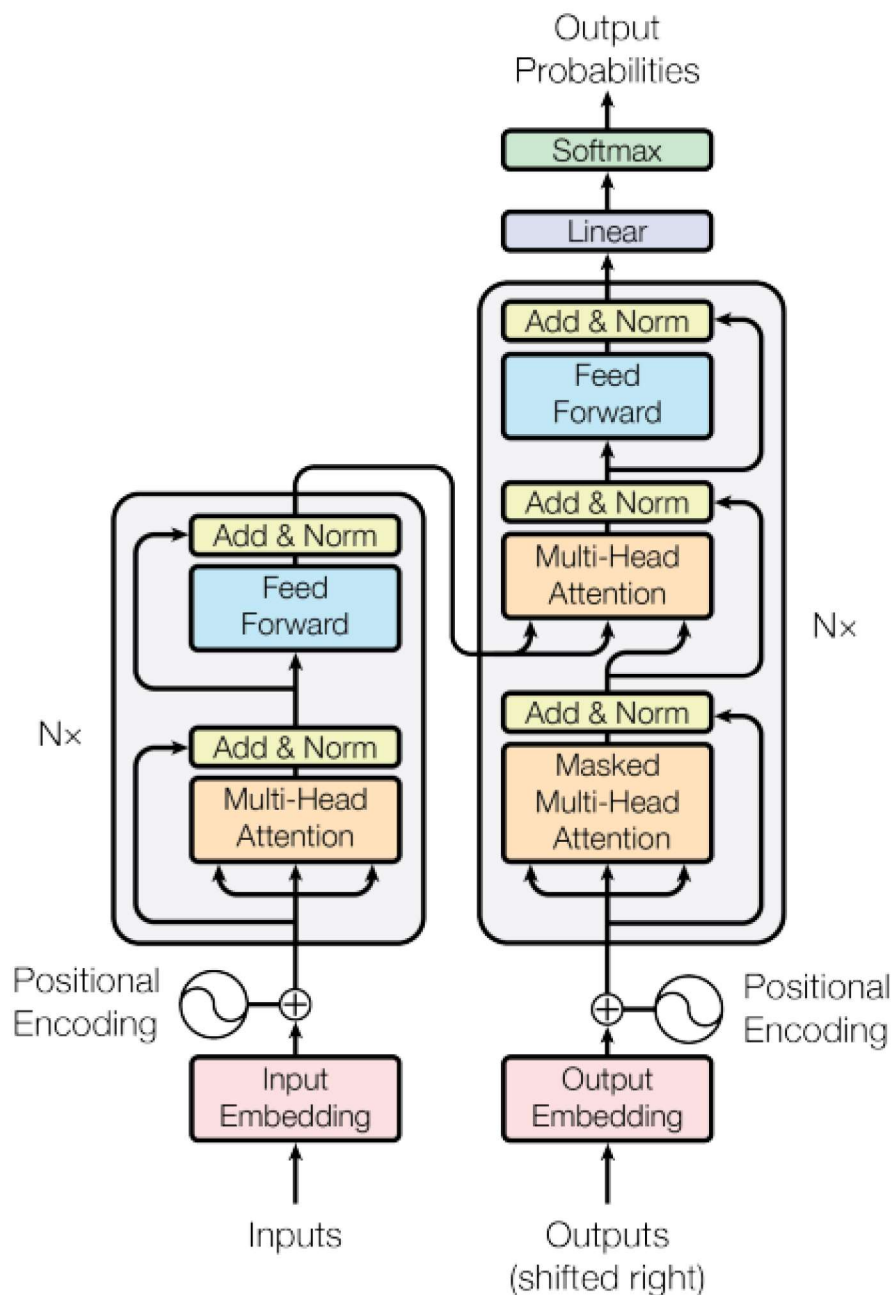 Output
Probabilities
Softmax
Linear
Add & Norm
Feed
Forward
Add & Norm
Multi-Head
Attention
Add & Norm
Masked
Multi-Head
Attention
N×
Add & Norm
Feed
Forward
Add & Norm
Multi-Head
Attention
N×
Positional
Encoding
Positional
Encoding
Input
Embedding
Output
Embedding
Inputs
Outputs
(shifted right)